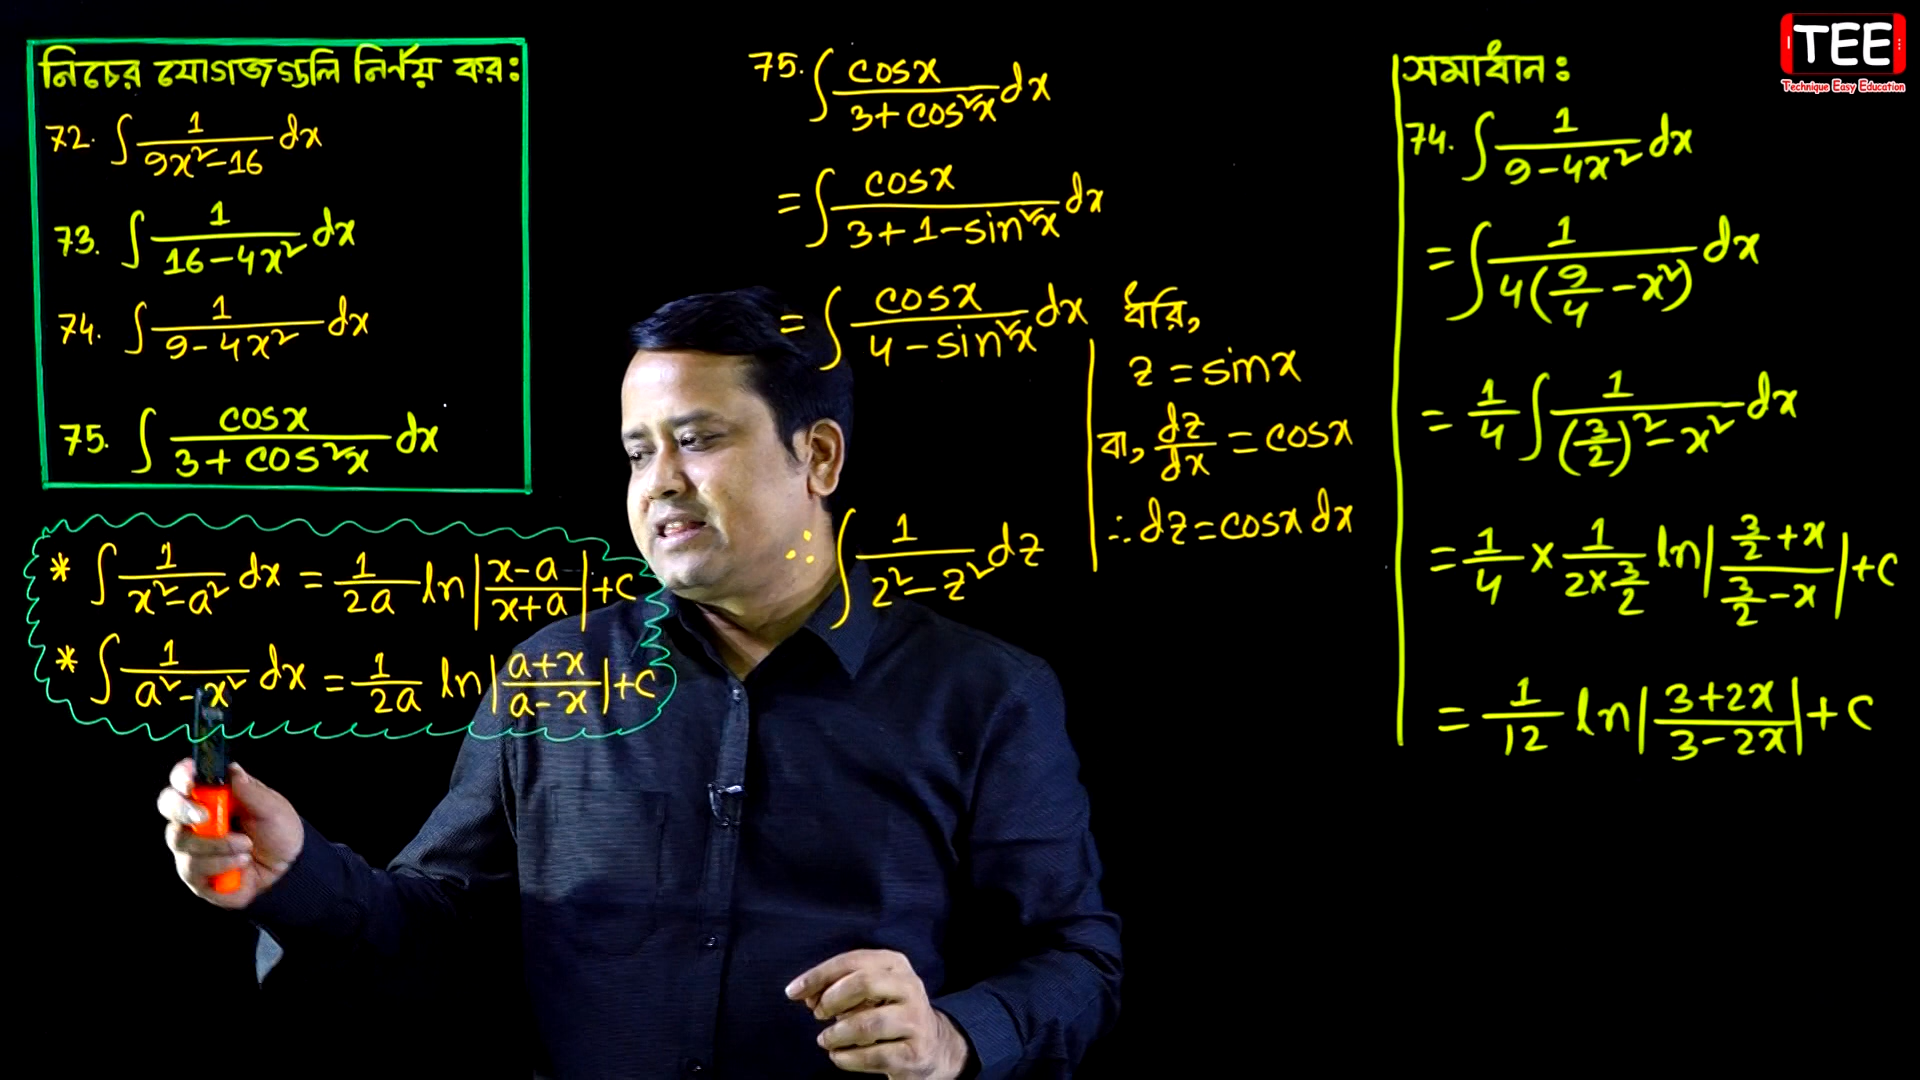 নিচের যোগজগুলি নির্ণয় কর:
72. ∫ 1/(9x²-16) dx
73. ∫ 1/(16-4x²) dx
74. ∫ 1/(9-4x²) dx
75. ∫ cosx/(3+cos²x) dx
* ∫ 1/(x²-a²) dx = 1/2a ln|(x-a)/(x+a)|+c
* ∫ 1/(a²-x²) dx = 1/2a ln|(a+x)/(a-x)|+c
75. ∫ cosx/(3+cos²x) dx
= ∫ cosx/(3+1-sin²x) dx
= ∫ cosx/(4-sin²x) dx
ধরি,
z = sinx
বা, dz/dx = cosx
∴ dz = cosx dx
∴ ∫ 1/(2²-z²) dz
সমাধান:
74. ∫ 1/(9-4x²) dx
= ∫ 1/(4(9/4-x²)) dx
= 1/4 ∫ 1/((3/2)²-x²) dx
= 1/4 × 1/(2×3/2) ln|(3/2+x)/(3/2-x)|+c
= 1/12 ln|(3+2x)/(3-2x)|+c
TEE
Technique Easy Education